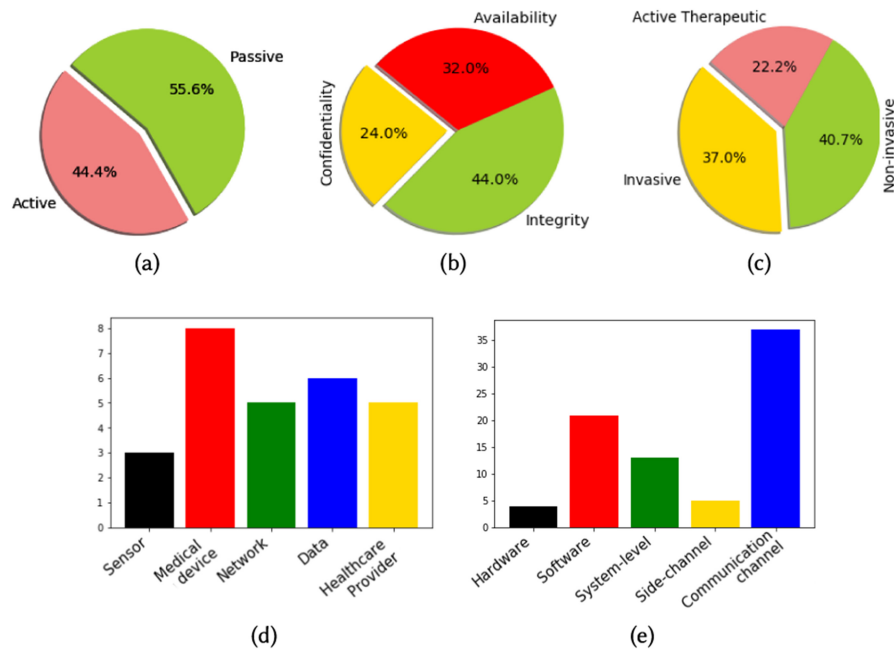 Passive
55.6%
44.4%
Active
(a)
Availability
32.0%
Confidentiality
24.0%
44.0%
Integrity
(b)
Active Therapeutic
22.2%
Non-invasive
40.7%
37.0%
Invasive
(c)
8
7
6
5
4
3
2
1
0
Sensor
Medical
device
Network
Data
Healthcare
Provider
(d)
35
30
25
20
15
10
5
0
Hardware
Software
System-level
Side-channel
Communication
channel
(e)